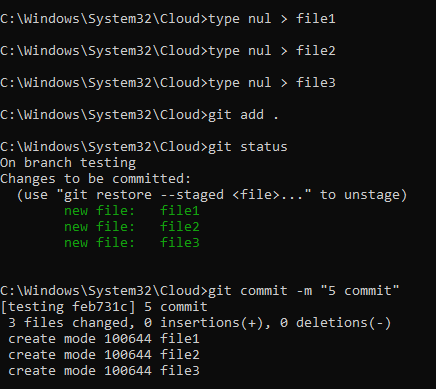 C:\Windows\System32\Cloud>type nul > file1
C:\Windows\System32\Cloud>type nul > file2
C:\Windows\System32\Cloud>type nul > file3
C:\Windows\System32\Cloud>git add .
C:\Windows\System32\Cloud>git status
On branch testing
Changes to be committed:
  (use "git restore --staged <file>..." to unstage)
        new file:   file1
        new file:   file2
        new file:   file3
C:\Windows\System32\Cloud>git commit -m "5 commit"
[testing feb731c] 5 commit
 3 files changed, 0 insertions(+), 0 deletions(-)
 create mode 100644 file1
 create mode 100644 file2
 create mode 100644 file3